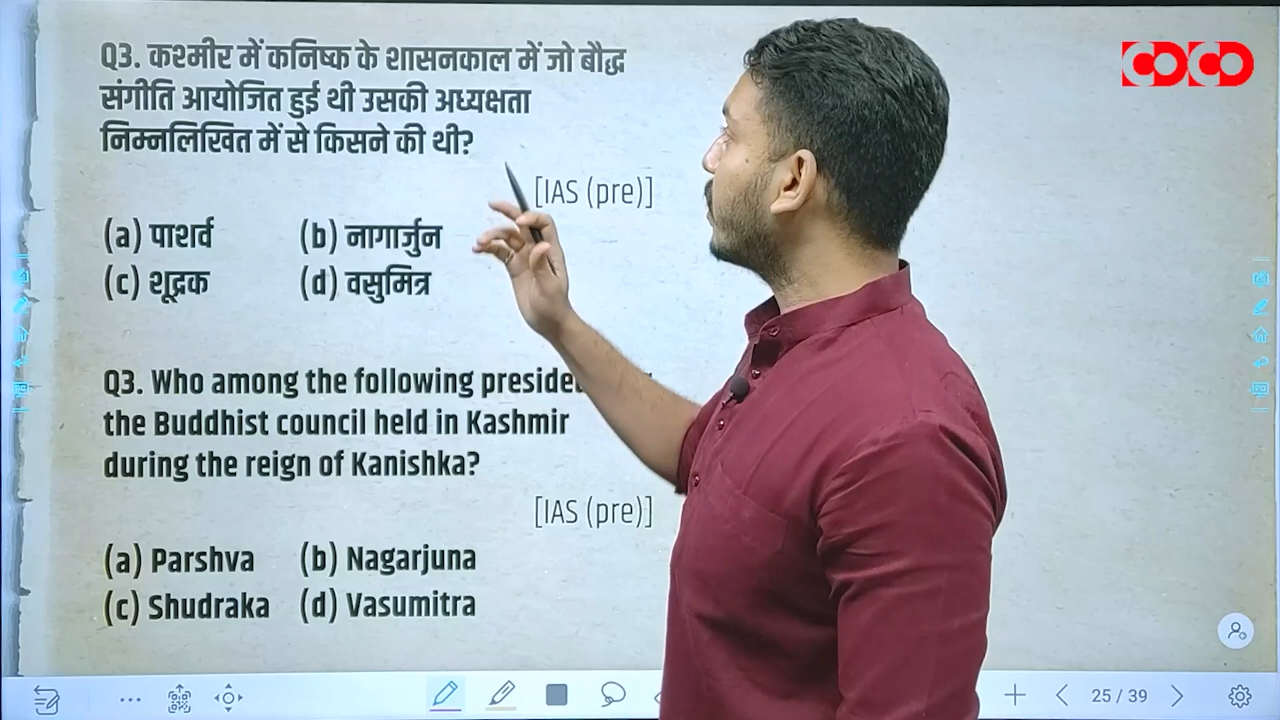 Q3. कश्मीर में कनिष्क के शासनकाल में जो बौद्ध
संगीति आयोजित हुई थी उसकी अध्यक्षता
निम्नलिखित में से किसने की थी?
[IAS (pre)]
(a) पाशर्व (b) नागार्जुन
(c) शूद्रक (d) वसुमित्र
Q3. Who among the following
the Buddhist council held in Kashmir
during the reign of Kanishka?
[IAS (pre)]
(a) Parshva (b) Nagarjuna
(c) Shudraka (d) Vasumitra
25 / 39